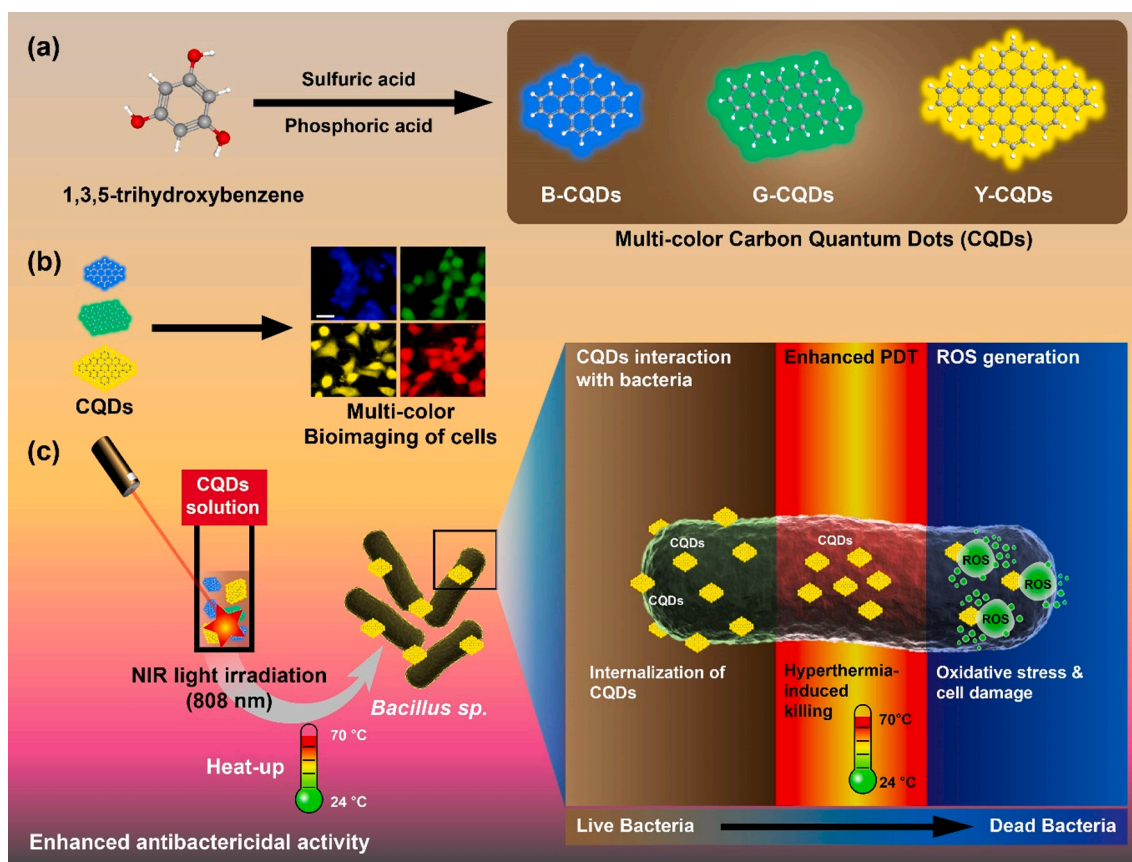 (a)
Sulfuric acid
Phosphoric acid
1,3,5-trihydroxybenzene
B-CQDs
G-CQDs
Y-CQDs
Multi-color Carbon Quantum Dots (CQDs)
(b)
CQDs
Multi-color
Bioimaging of cells
(c)
CQDs
solution
NIR light irradiation
(808 nm)
Bacillus sp.
Heat-up
70 °C
24 °C
Enhanced antibactericidal activity
CQDs interaction
with bacteria
Enhanced PDT
ROS generation
CQDs
CQDs
CQDs
ROS
ROS
ROS
Internalization of
CQDs
Hyperthermia-
induced
killing
70°C
24 °C
Oxidative stress &
cell damage
Live Bacteria
Dead Bacteria